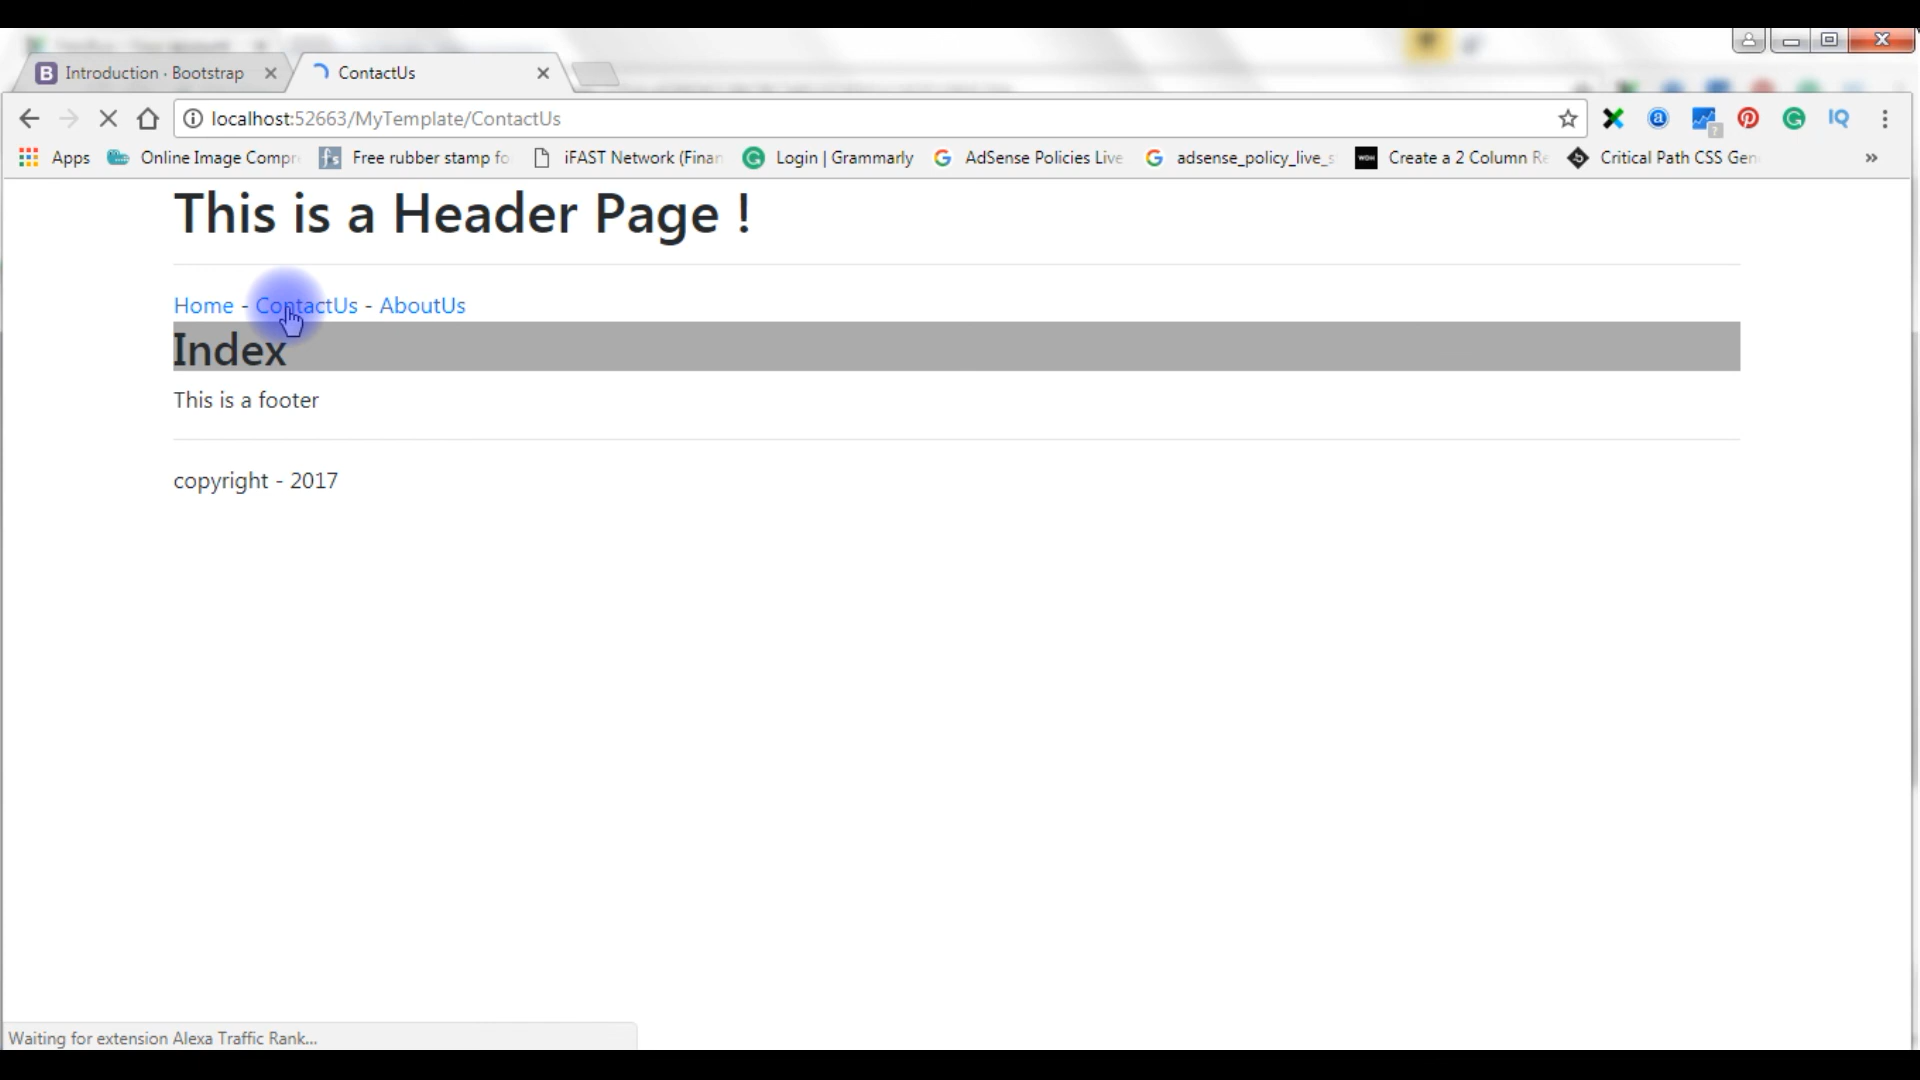 Introduction · Bootstrap
ContactUs
localhost:52663/MyTemplate/ContactUs
Apps
Online Image Compr
Free rubber stamp fo
iFAST Network (Finan
Login | Grammarly
AdSense Policies Live
adsense_policy_live_s
Create a 2 Column Re
Critical Path CSS Gen
»
This is a Header Page !
Home - ContactUs - AboutUs
Index
This is a footer
copyright - 2017
Waiting for extension Alexa Traffic Rank...